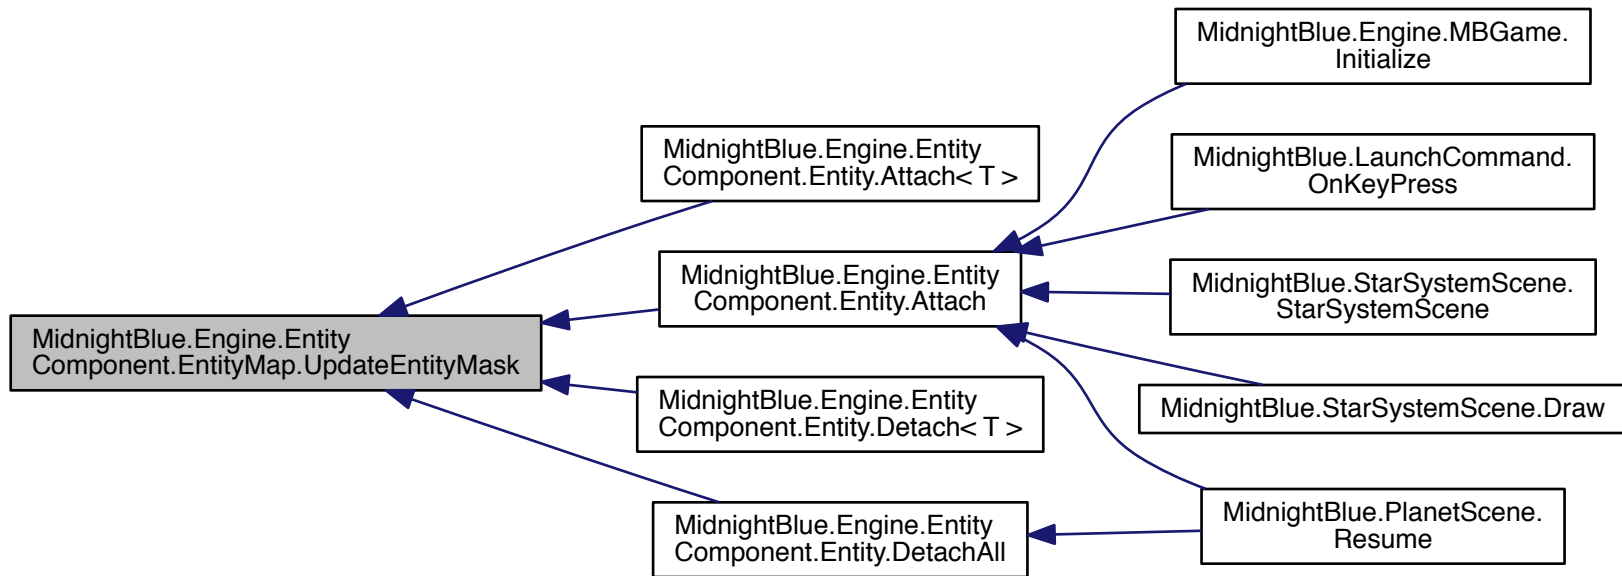 MidnightBlue.Engine.MBGame.
Initialize
MidnightBlue.Engine.Entity
Component.Entity.Attach< T >
MidnightBlue.LaunchCommand.
OnKeyPress
MidnightBlue.Engine.Entity
Component.Entity.Attach
MidnightBlue.StarSystemScene.
StarSystemScene
MidnightBlue.Engine.Entity
Component.EntityMap.UpdateEntityMask
MidnightBlue.StarSystemScene.Draw
MidnightBlue.Engine.Entity
Component.Entity.Detach< T >
MidnightBlue.Engine.Entity
Component.Entity.DetachAll
MidnightBlue.PlanetScene.
Resume